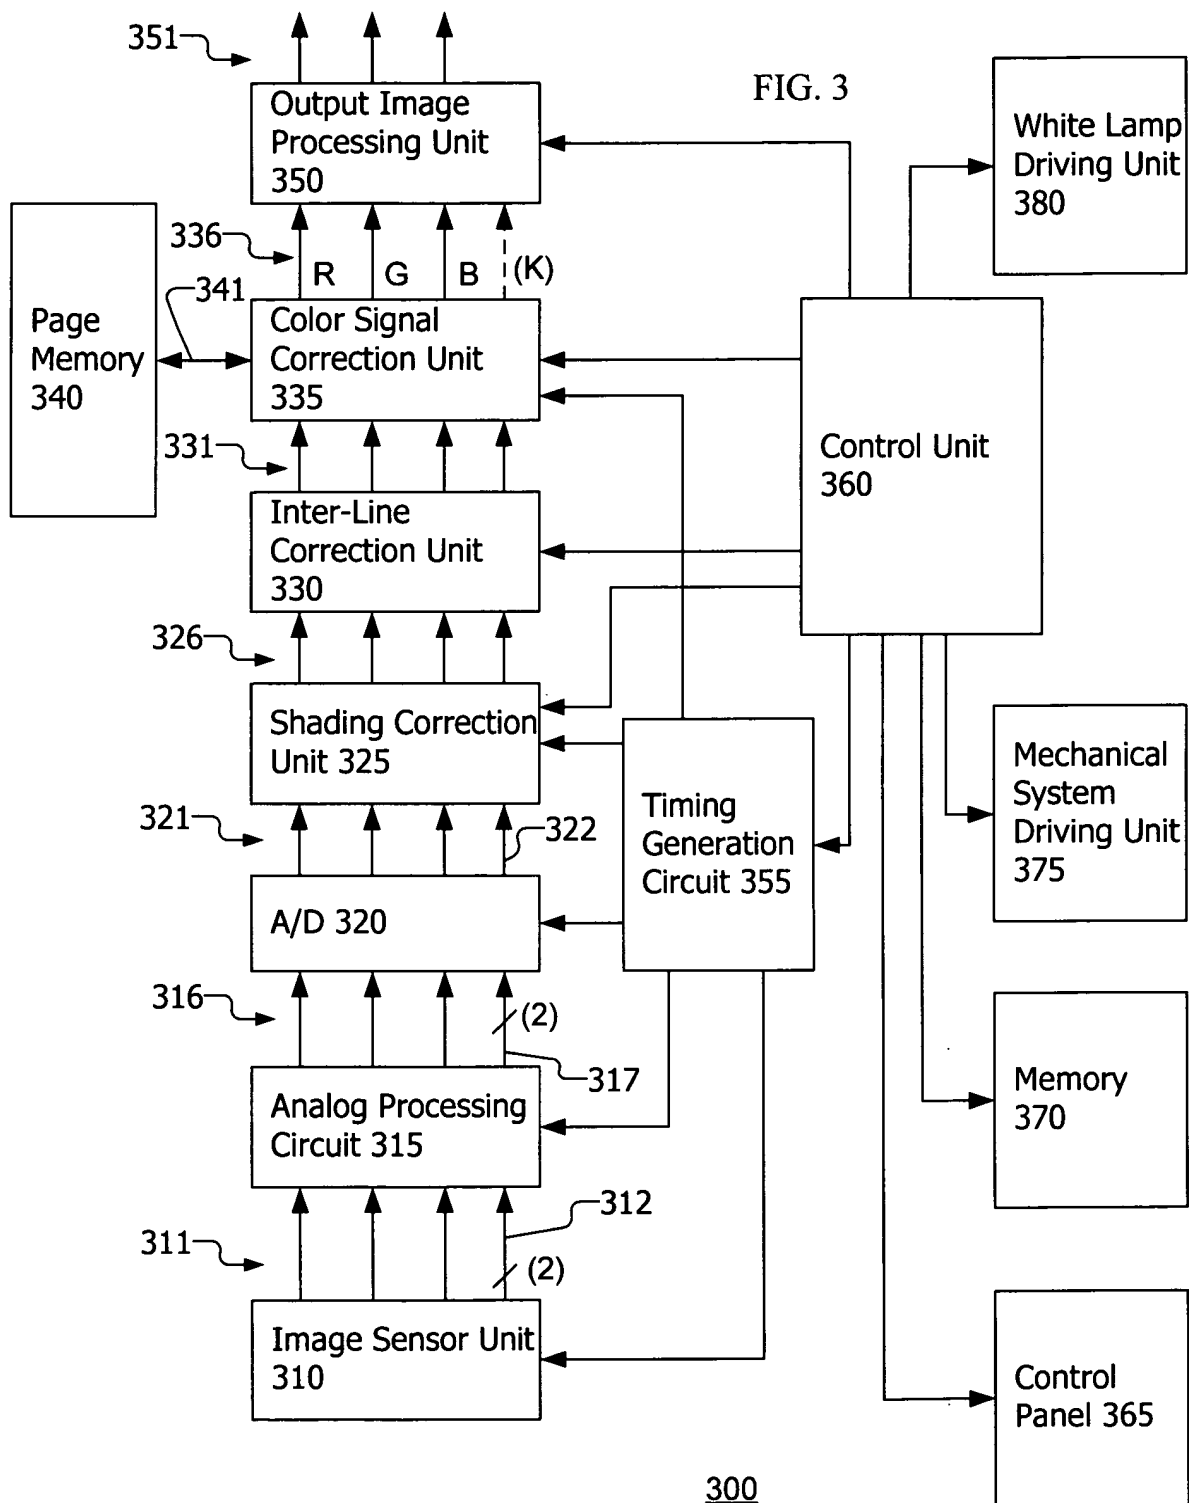 351
FIG. 3
Output Image
Processing Unit
350
White Lamp
Driving Unit
380
336
R
G
B
(K)
341
Page
Memory
340
Color Signal
Correction Unit
335
331
Control Unit
360
Inter-Line
Correction Unit
330
326
Shading Correction
Unit 325
Mechanical
System
Driving Unit
375
321
322
Timing
Generation
Circuit 355
A/D 320
316
(2)
317
Memory
370
Analog Processing
Circuit 315
312
311
(2)
Image Sensor Unit
310
Control
Panel 365
300